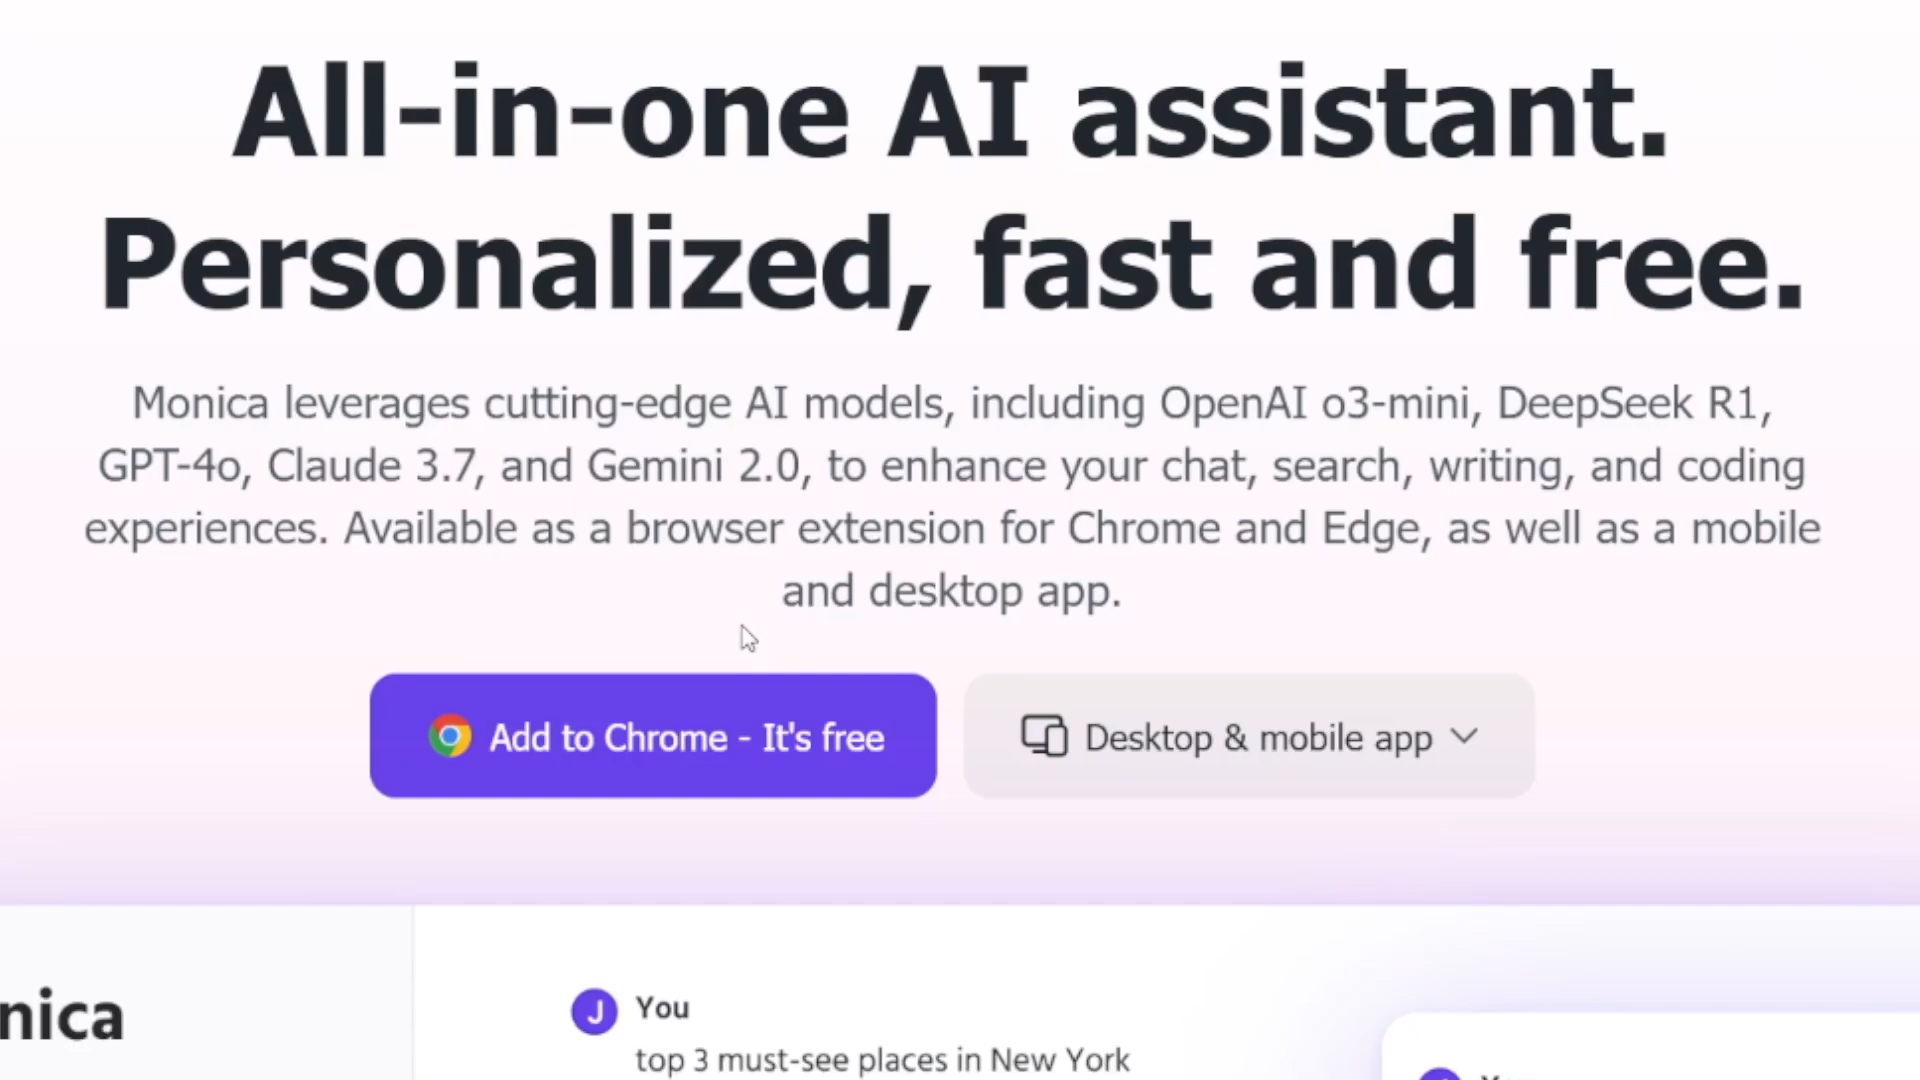 All-in-one AI assistant.
Personalized, fast and free.
Monica leverages cutting-edge AI models, including OpenAI o3-mini, DeepSeek R1,
GPT-4o, Claude 3.7, and Gemini 2.0, to enhance your chat, search, writing, and coding
experiences. Available as a browser extension for Chrome and Edge, as well as a mobile
and desktop app.
Add to Chrome - It's free
Desktop & mobile app
nica
J You
top 3 must-see places in New York